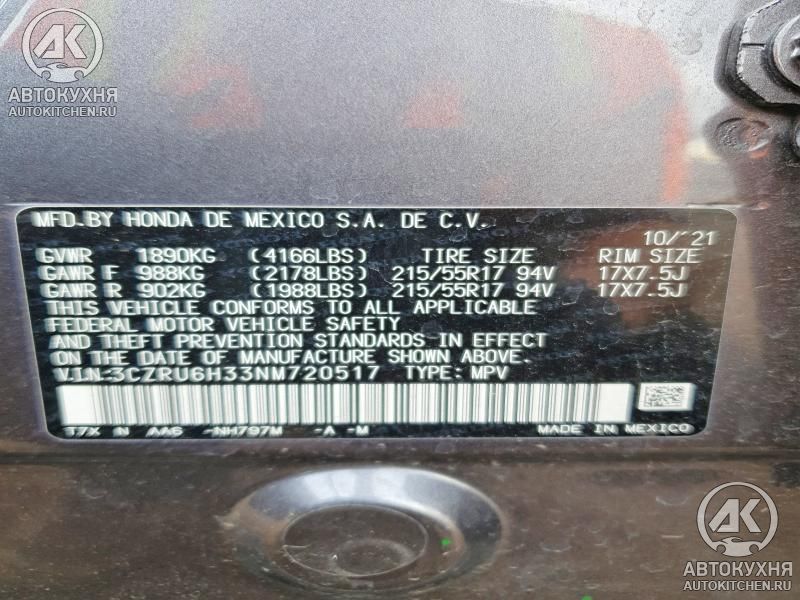 AK
АВТОКУХНЯ
AUTOKITCHEN.RU
MFD.BY HONDA DE MEXICO S.A. DE C.V.
10/'21
GVWR 1890KG (4166LBS) TIRE SIZE RIM SIZE
GAWR F 988KG (2178LBS) 215/55R17 94V 17X7.5J
GAWR R 902KG (1988LBS) 215/55R17 94V 17X7.5J
THIS VEHICLE CONFORMS TO ALL APPLICABLE
FEDERAL MOTOR VEHICLE SAFETY
AND THEFT PREVENTION STANDARDS IN EFFECT
ON THE DATE OF MANUFACTURE SHOWN ABOVE.
VIN:3CZRU6H33NM720517 TYPE: MPV
T7X N AA6 -NH797M -A -M MADE IN MEXICO
AK
АВТОКУХНЯ
AUTOKITCHEN.RU